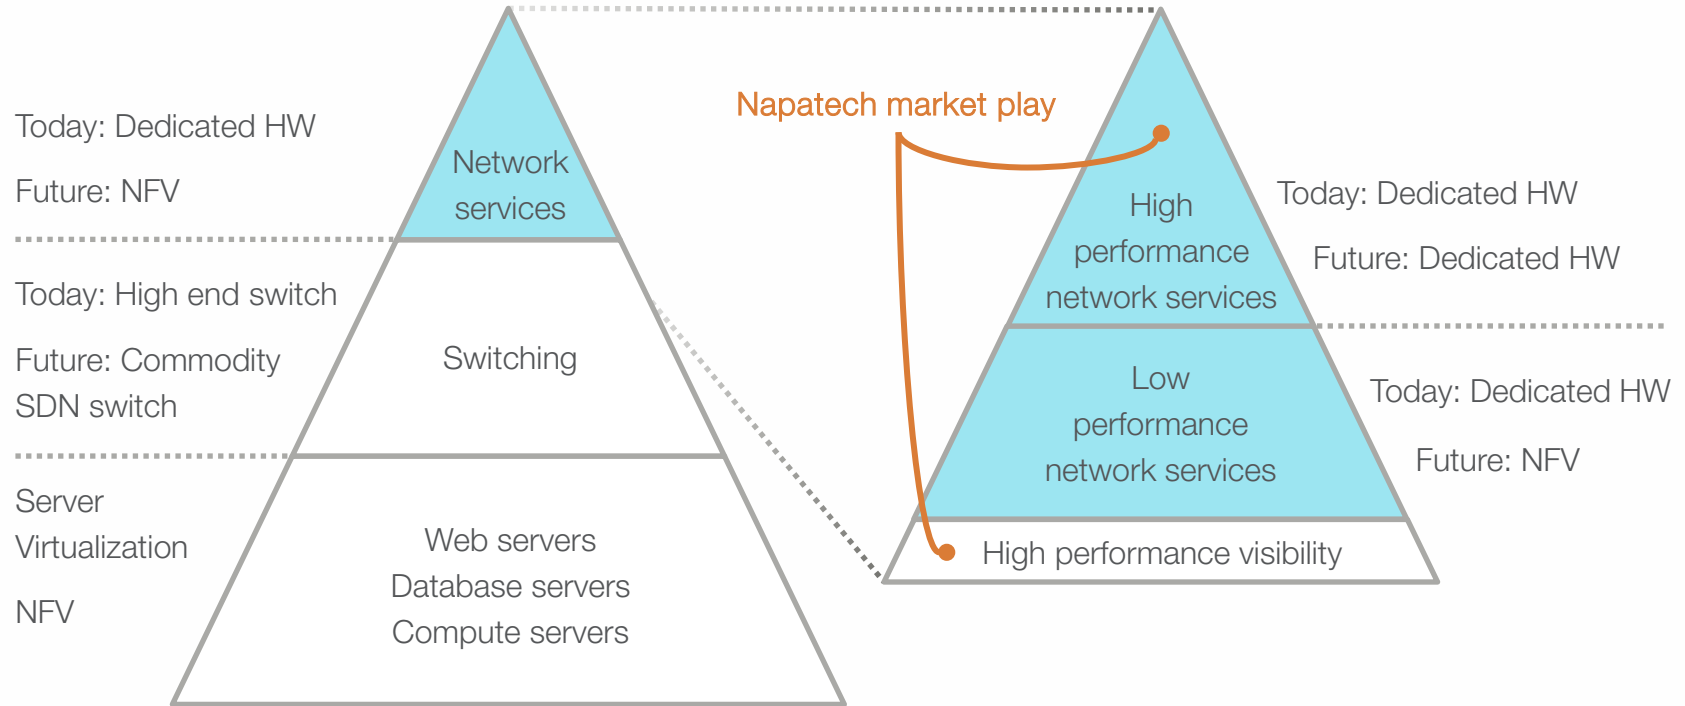 Today: Dedicated HW
Future: NFV
Network
services
Today: High end switch
Future: Commodity
SDN switch
Switching
Server
Virtualization
NFV
Web servers
Database servers
Compute servers
Napatech market play
High
performance
network services
Today: Dedicated HW
Future: Dedicated HW
Low
performance
network services
Today: Dedicated HW
Future: NFV
High performance visibility